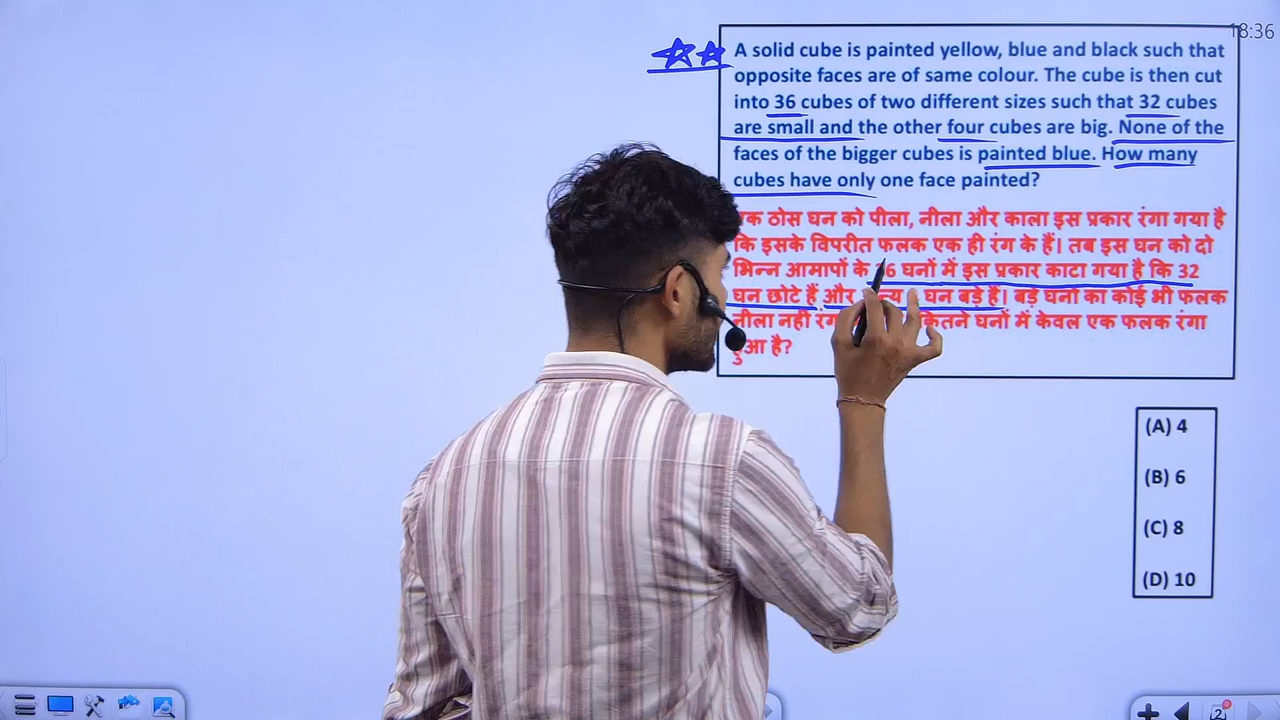 18:36
A solid cube is painted yellow, blue and black such that
opposite faces are of same colour. The cube is then cut
into 36 cubes of two different sizes such that 32 cubes
are small and the other four cubes are big. None of the
faces of the bigger cubes is painted blue. How many
cubes have only one face painted?
ठोस घन को पीला, नीला और काला इस प्रकार रंगा गया है
कि इसके विपरीत फलक एक ही रंग के हैं। तब इस घन को दो
भिन्न आमापों के घनों में इस प्रकार काटा गया है कि 32
घन छोटे हैं और घन बड़े हैं। बड़े घनों का कोई भी फलक
नीला नहीं कितने घनों में केवल एक फलक रंगा
हुआ है?
(A) 4
(B) 6
(C) 8
(D) 10
2